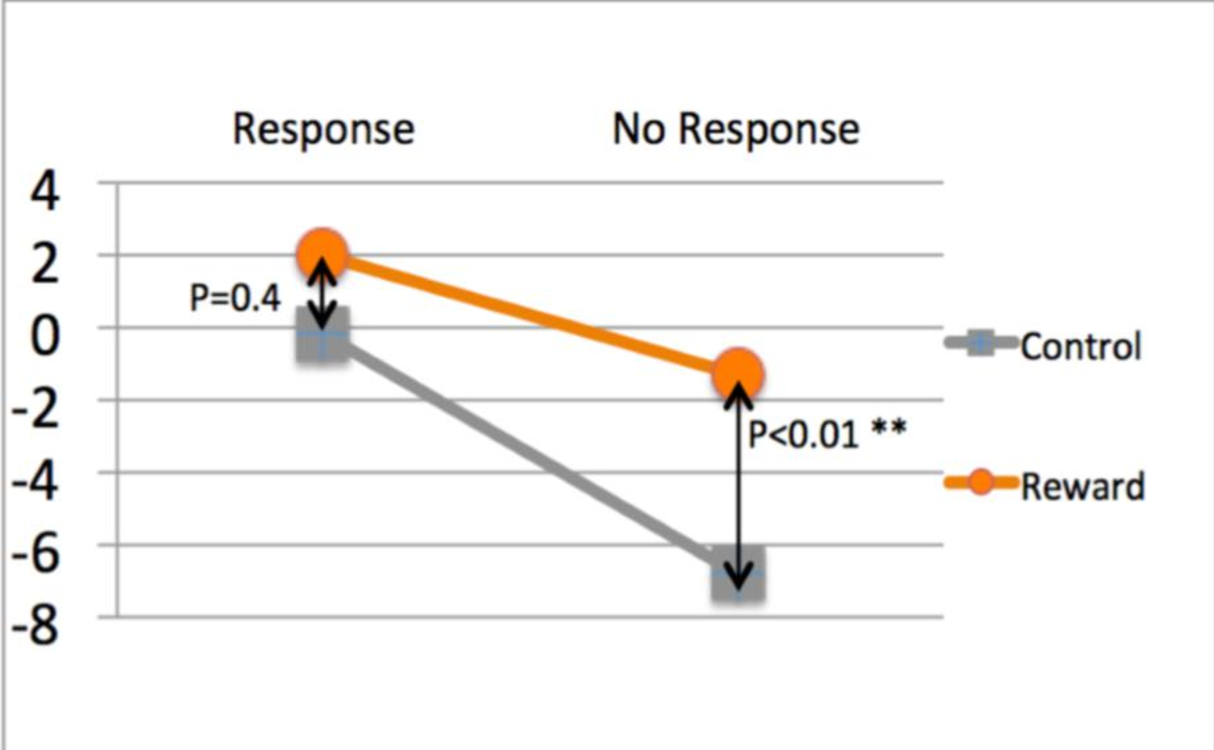 Response No Response
4
2
P=0.4
0
Control
-2
P<0.01 **
-4
Reward
-6
-8